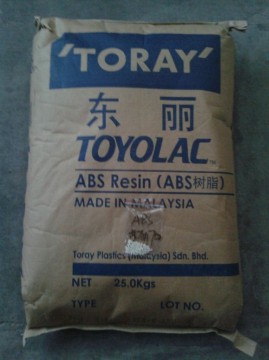 'TORAY'
东 丽
TOYOLAC™
ABS Resin (ABS树脂)
MADE IN MALAYSIA
ABS
Toray Plastics (Malaysia) Sdn. Bhd.
NET 25.0Kgs
TYPE LOT NO.